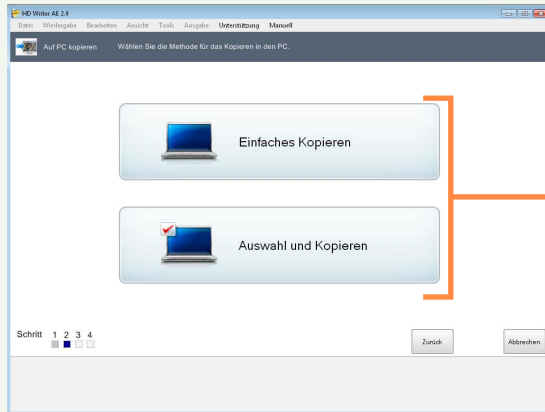 HD Writer AE 2.0
Datei Wiedergabe Bearbeiten Ansicht Tools Ausgabe Unterstützung Manuell
Auf PC kopieren Wählen Sie die Methode für das Kopieren in den PC.
Einfaches Kopieren
Auswahl und Kopieren
Schritt 1 2 3 4
Zurück Abbrechen